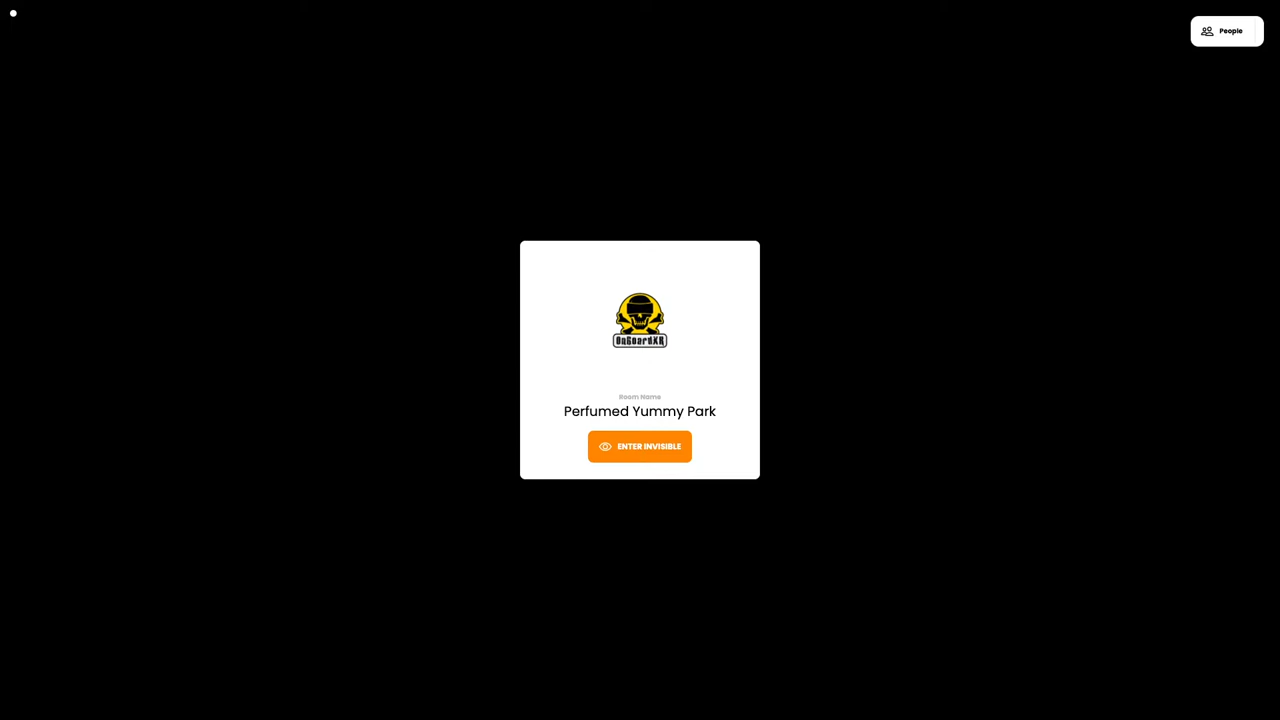 People
OnBoardXR
Room Name
Perfumed Yummy Park
ENTER INVISIBLE